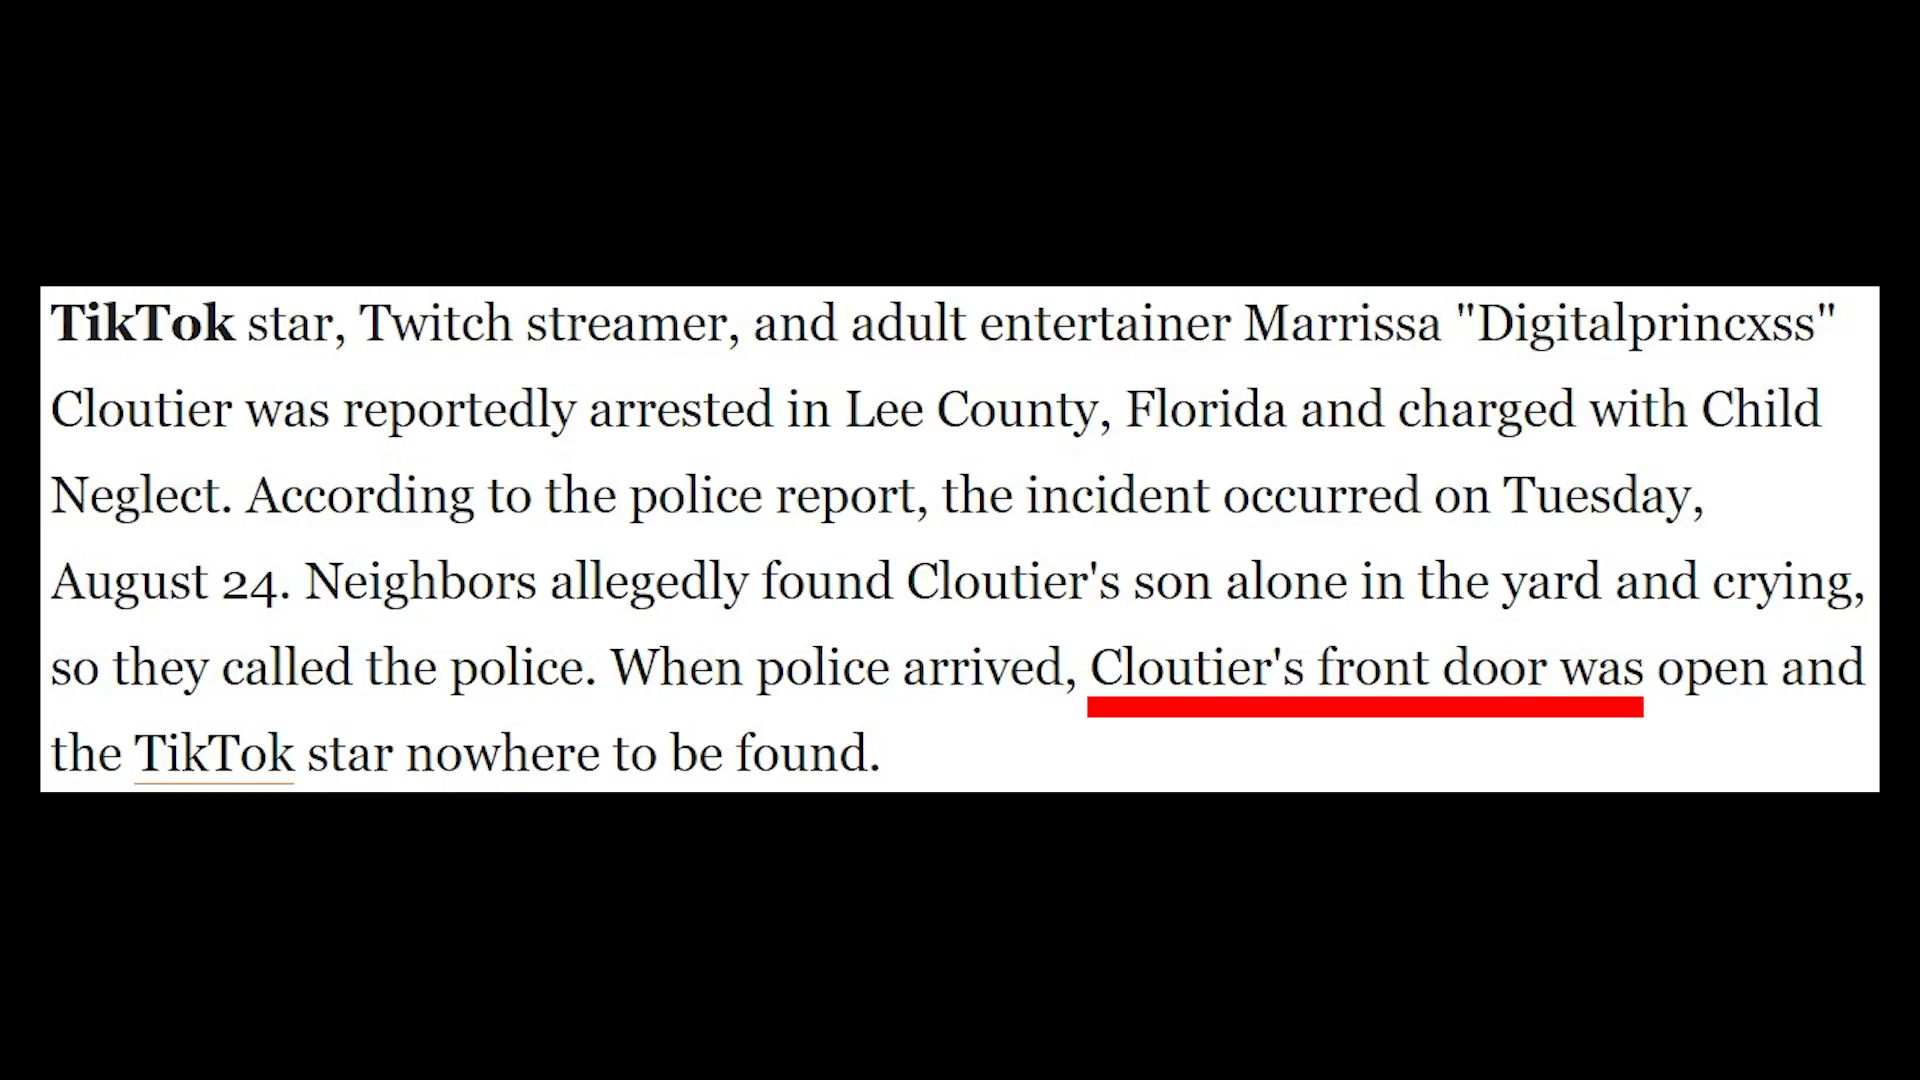 TikTok star, Twitch streamer, and adult entertainer Marrissa "Digitalprincxss"
Cloutier was reportedly arrested in Lee County, Florida and charged with Child
Neglect. According to the police report, the incident occurred on Tuesday,
August 24. Neighbors allegedly found Cloutier's son alone in the yard and crying,
so they called the police. When police arrived, Cloutier's front door was open and
the TikTok star nowhere to be found.